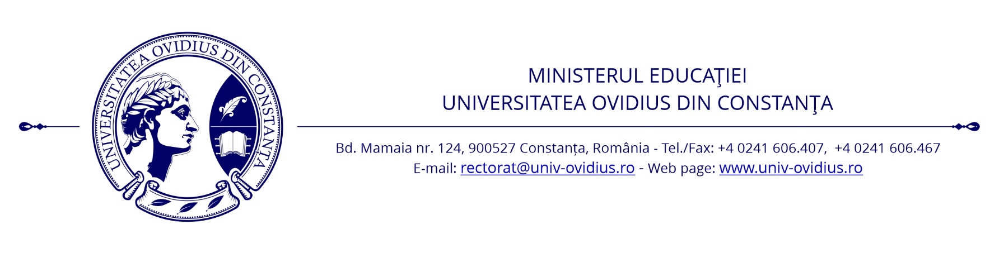 UNIVERSITATEA OVIDIUS DIN CONSTANȚA
MINISTERUL EDUCAŢIEI
UNIVERSITATEA OVIDIUS DIN CONSTANŢA
Bd. Mamaia nr. 124, 900527 Constanța, România - Tel./Fax: +4 0241 606.407,  +4 0241 606.467
E-mail: rectorat@univ-ovidius.ro - Web page: www.univ-ovidius.ro